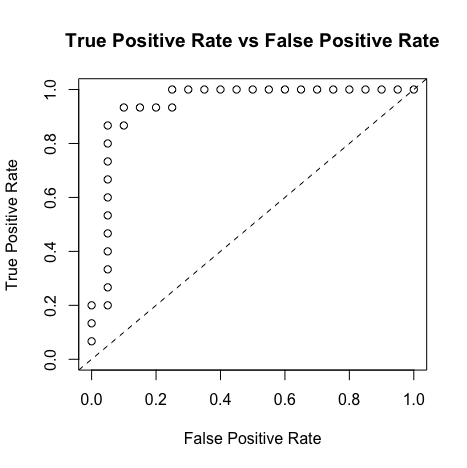 True Positive Rate vs False Positive Rate
True Positive Rate
1.0
0.8
0.6
0.4
0.2
0.0
0.0 0.2 0.4 0.6 0.8 1.0
False Positive Rate